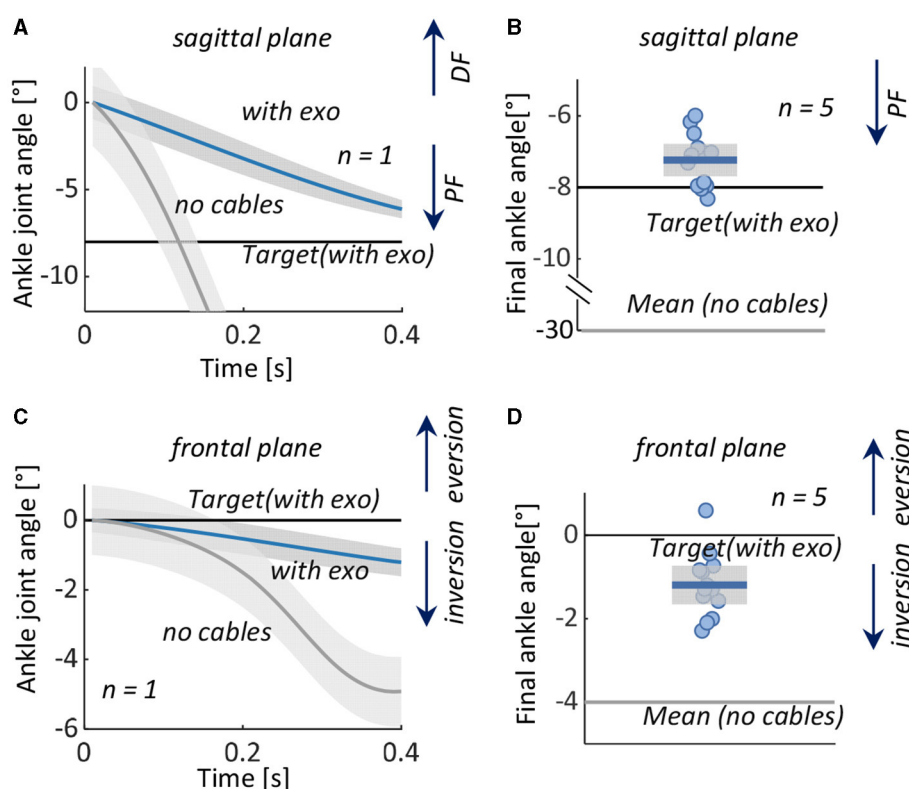 A
sagittal plane
DF
PF
Ankle joint angle [°]
0
-5
-10
with exo
n = 1
no cables
Target(with exo)
0
0.2
0.4
Time [s]
B
sagittal plane
PF
Final ankle angle[°]
-6
-8
-10
-30
n = 5
Target(with exo)
Mean (no cables)
C
frontal plane
eversion
inversion
Ankle joint angle [°]
0
-2
-4
-6
Target(with exo)
with exo
no cables
n = 1
0
0.2
0.4
Time [s]
D
frontal plane
eversion
inversion
Final ankle angle[°]
0
-2
-4
n = 5
Target(with exo)
Mean (no cables)